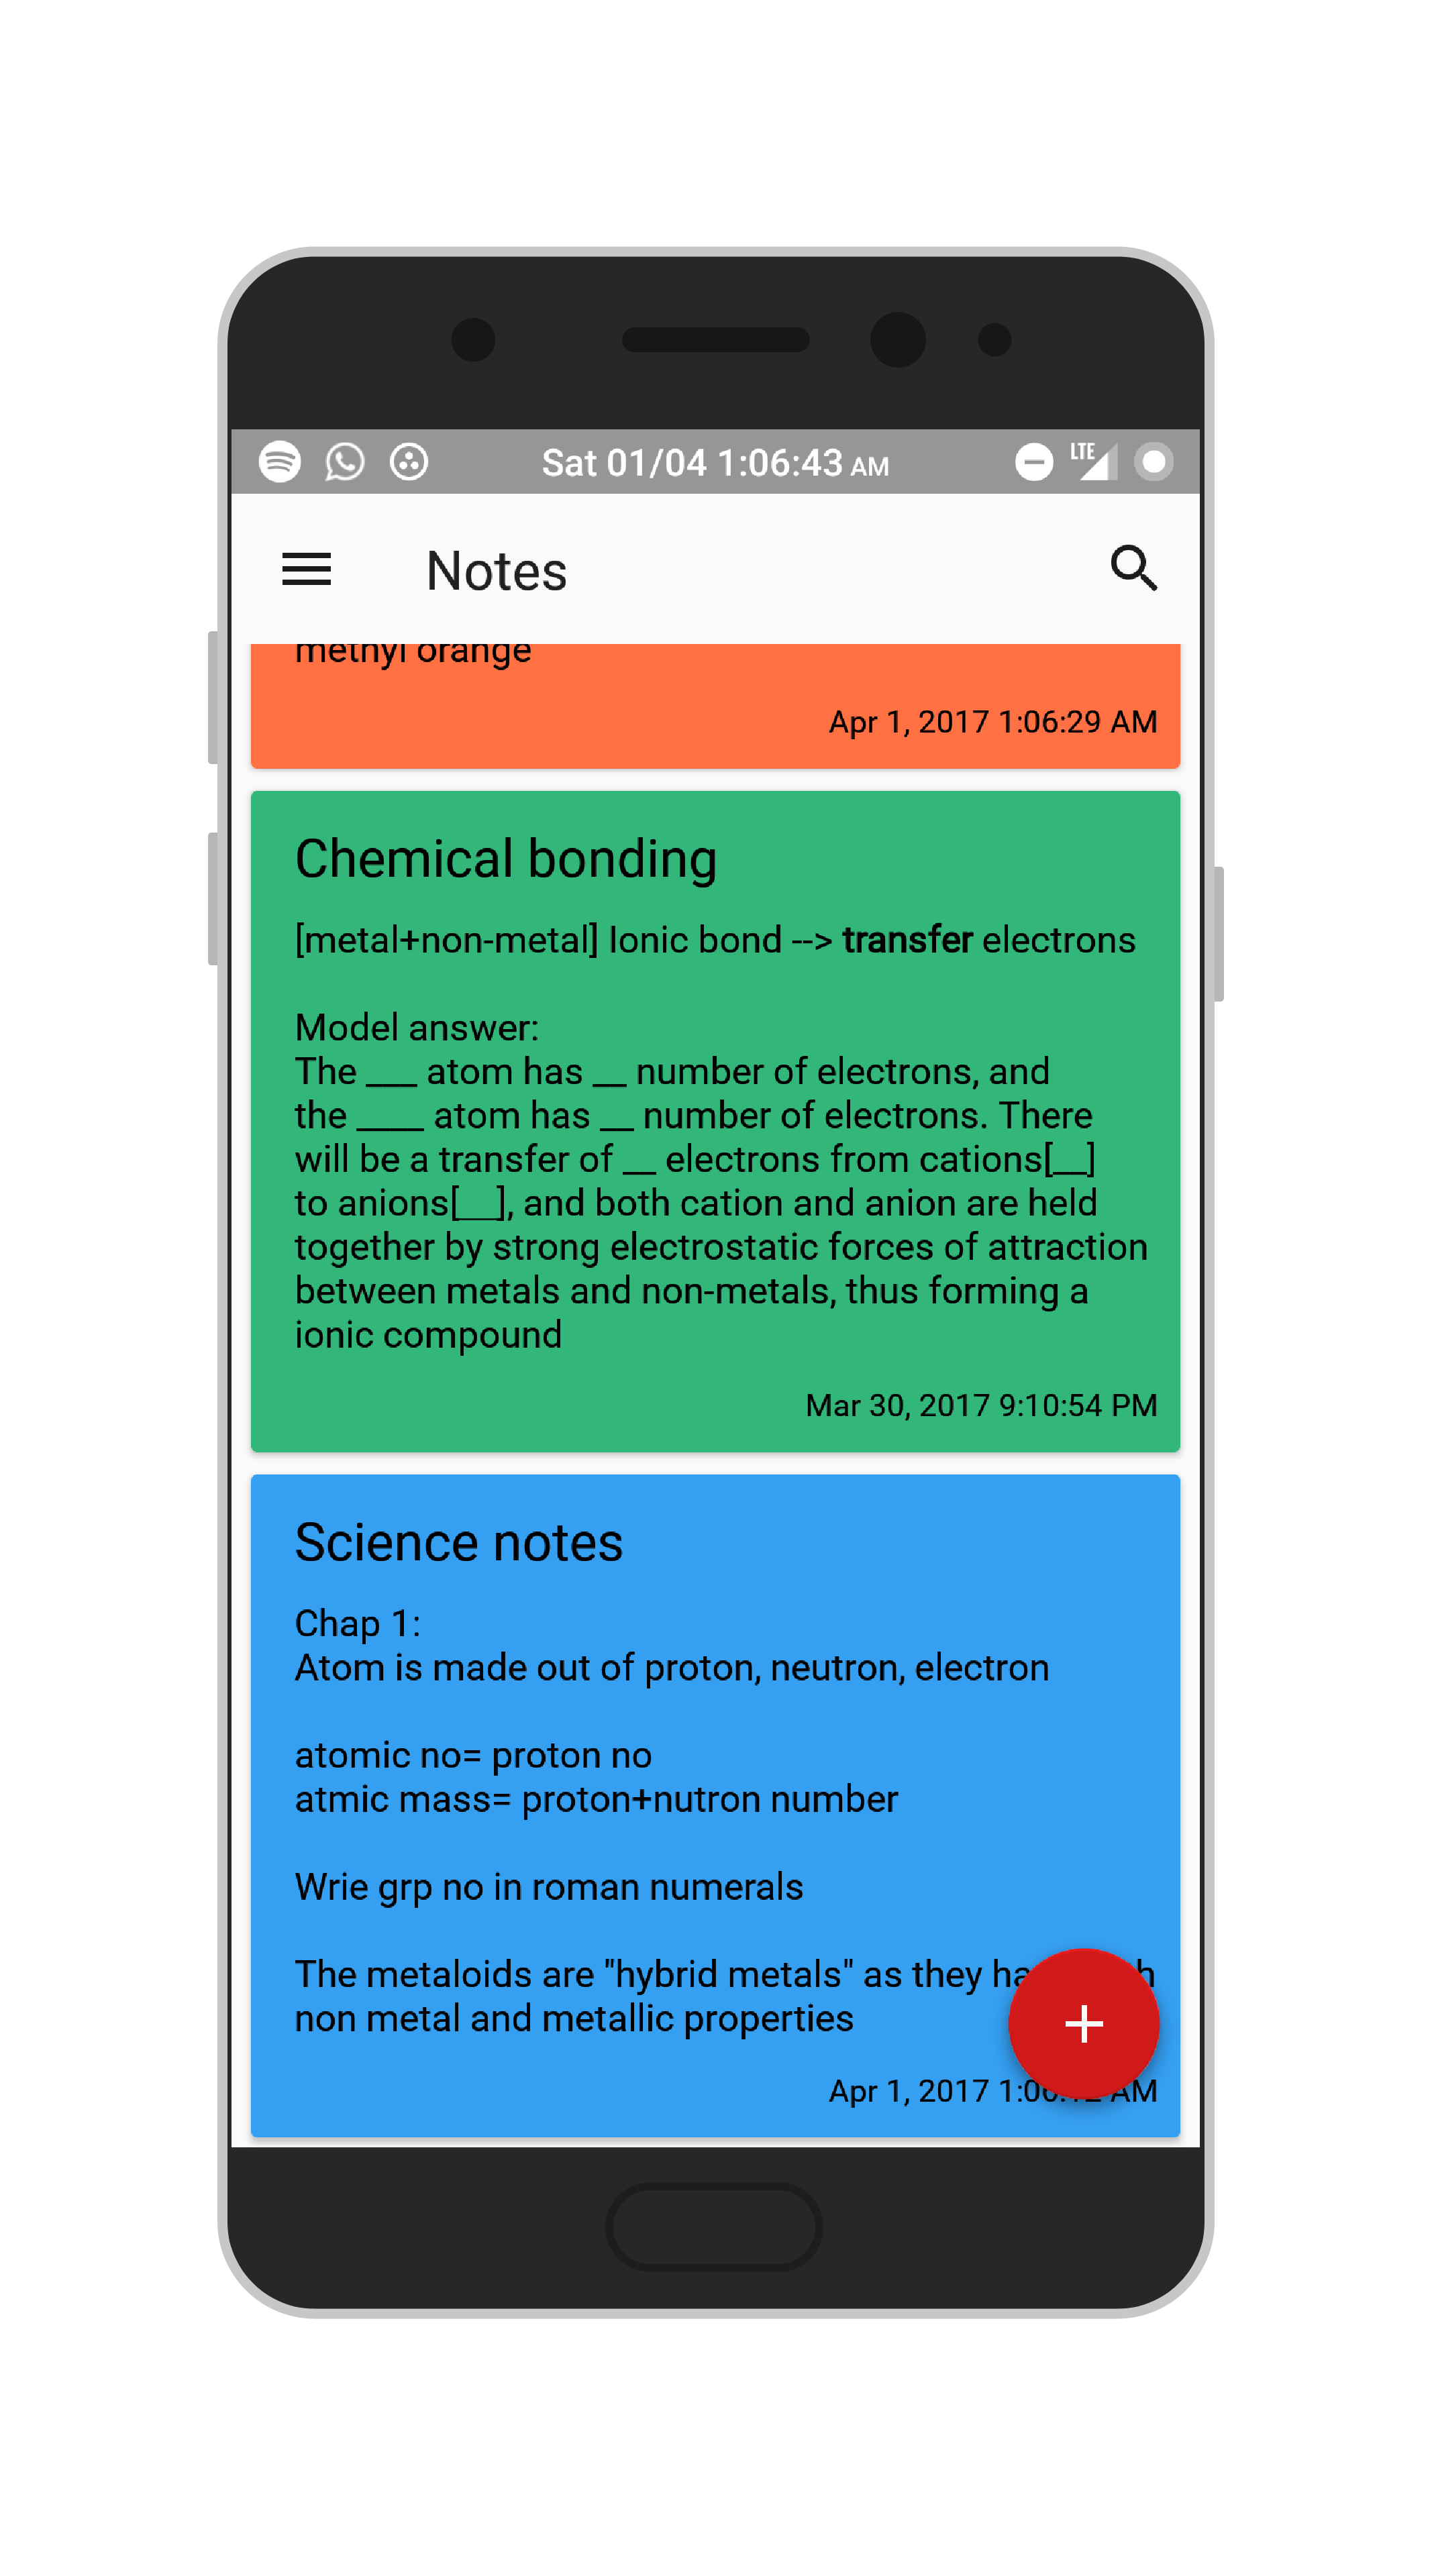 Sat 01/04 1:06:43 AM
LTE
Notes
methyl orange
Apr 1, 2017 1:06:29 AM
Chemical bonding
[metal+non-metal] Ionic bond --> transfer electrons
Model answer:
The ___ atom has __ number of electrons, and
the ____ atom has __ number of electrons. There
will be a transfer of __ electrons from cations[__]
to anions[__], and both cation and anion are held
together by strong electrostatic forces of attraction
between metals and non-metals, thus forming a
ionic compound
Mar 30, 2017 9:10:54 PM
Science notes
Chap 1:
Atom is made out of proton, neutron, electron
atomic no= proton no
atmic mass= proton+nutron number
Wrie grp no in roman numerals
The metaloids are "hybrid metals" as they
non metal and metallic properties
Apr 1, 2017 AM